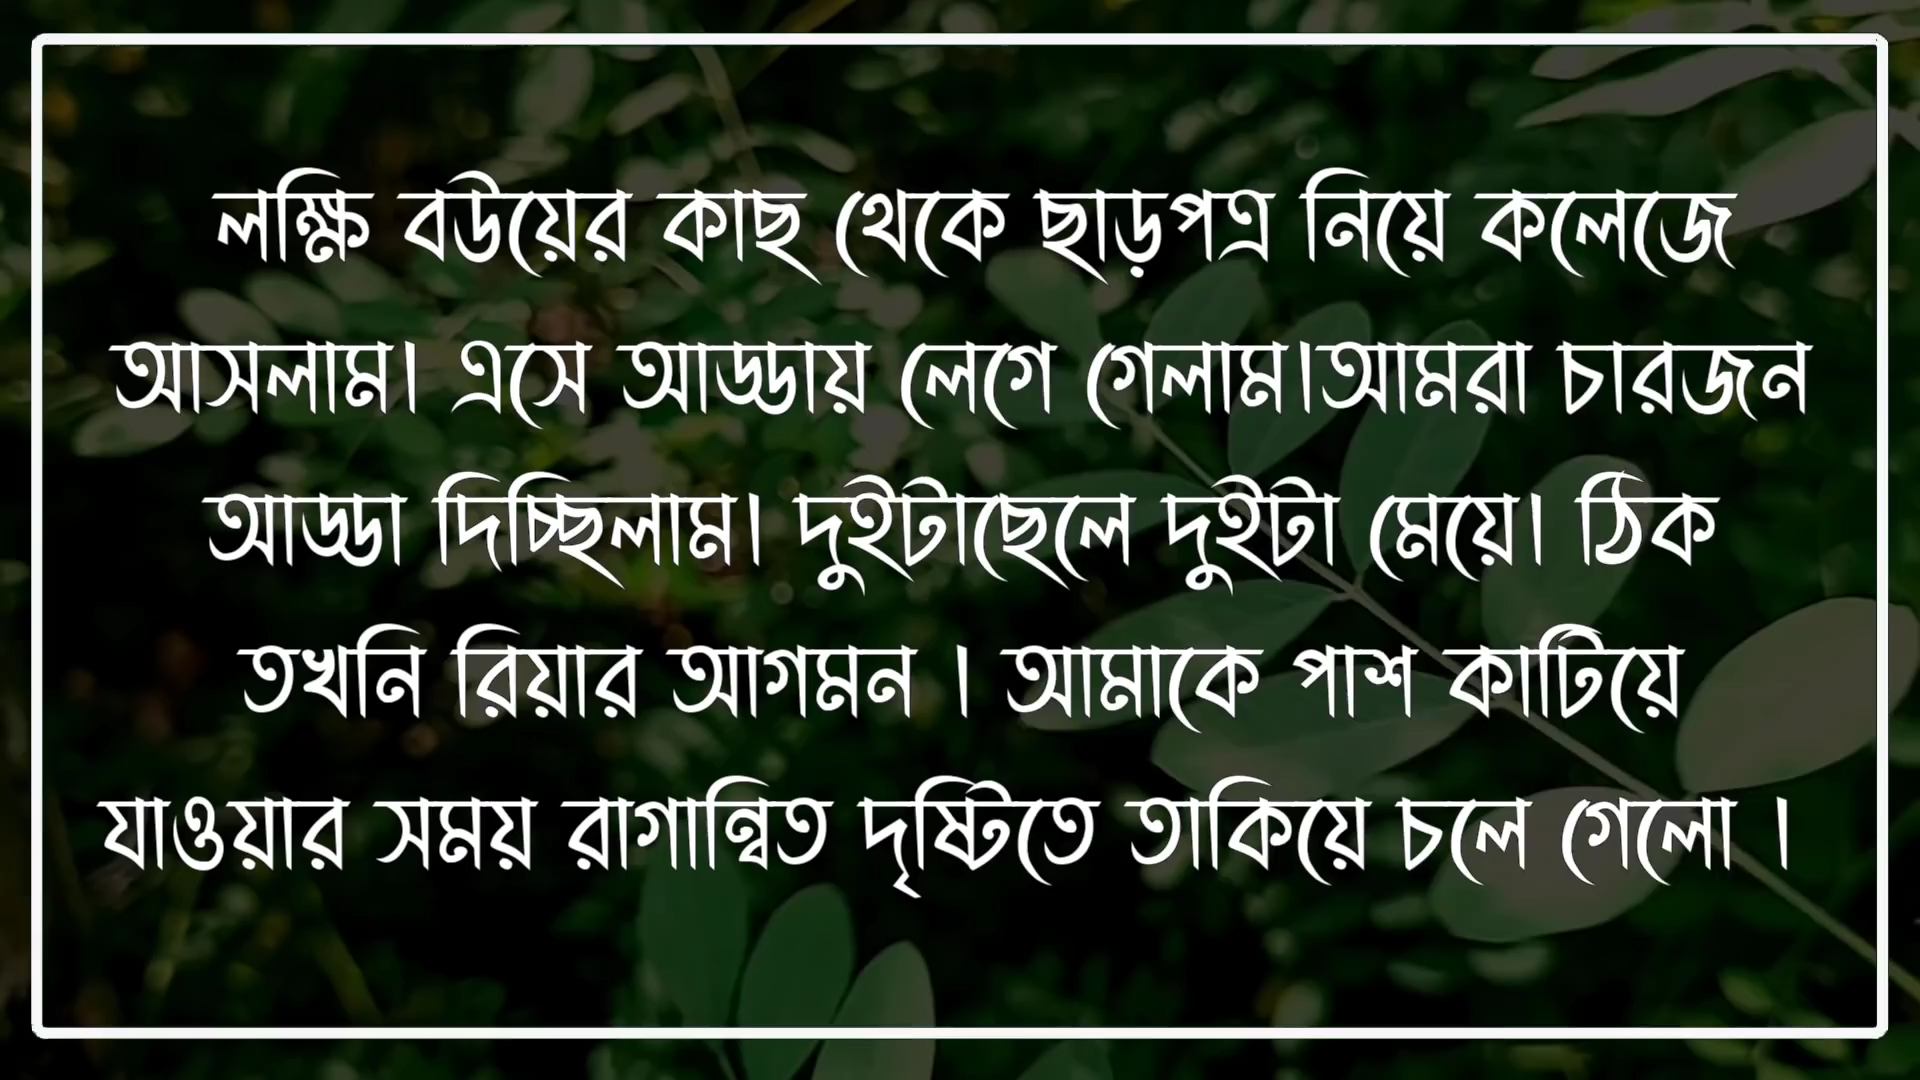 লক্ষি বউয়ের কাছ থেকে ছাড়পত্র নিয়ে কলেজে
আসলাম। এসে আড্ডায় লেগে গেলাম।আমরা চারজন
আড্ডা দিচ্ছিলাম। দুইটাছেলে দুইটা মেয়ে। ঠিক
তখনি রিয়ার আগমন । আমাকে পাশ কাটিয়ে
যাওয়ার সময় রাগান্বিত দৃষ্টিতে তাকিয়ে চলে গেলো ।